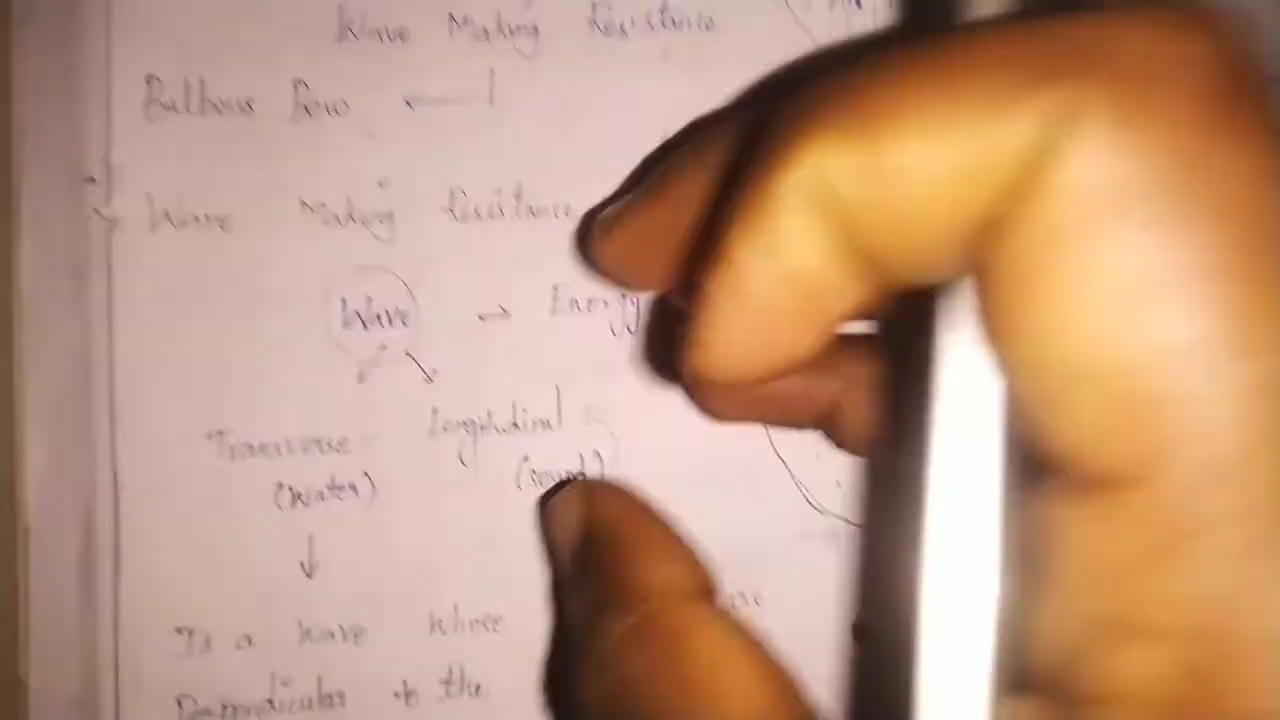 Wave Making Resistance
Bulbous Bow
Wave Making Resistance
Wave → Energy
Transverse Longitudinal
(Water) (sound)
Is a wave where
Perpendicular to the